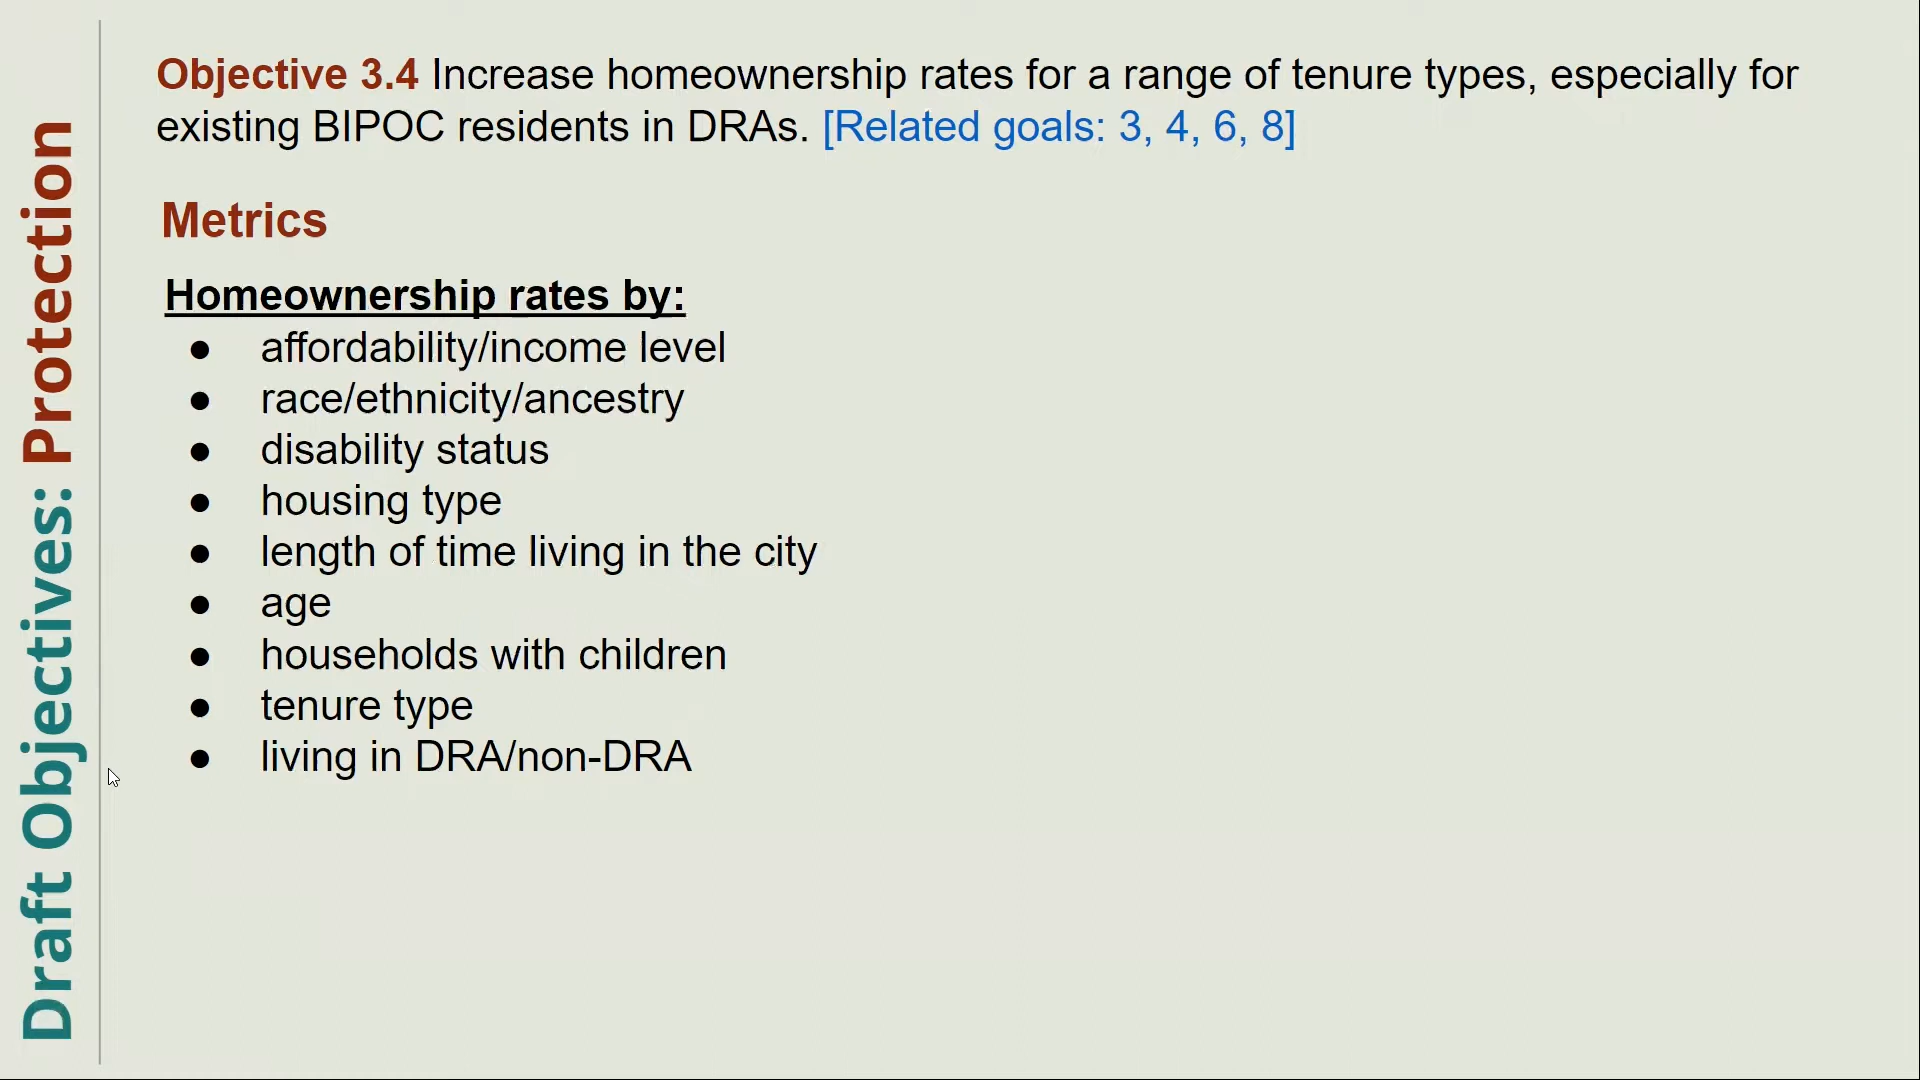 Draft Objectives: Protection
Objective 3.4 Increase homeownership rates for a range of tenure types, especially for
existing BIPOC residents in DRAs. [Related goals: 3, 4, 6, 8]
Metrics
Homeownership rates by:
● affordability/income level
● race/ethnicity/ancestry
● disability status
● housing type
● length of time living in the city
● age
● households with children
● tenure type
● living in DRA/non-DRA